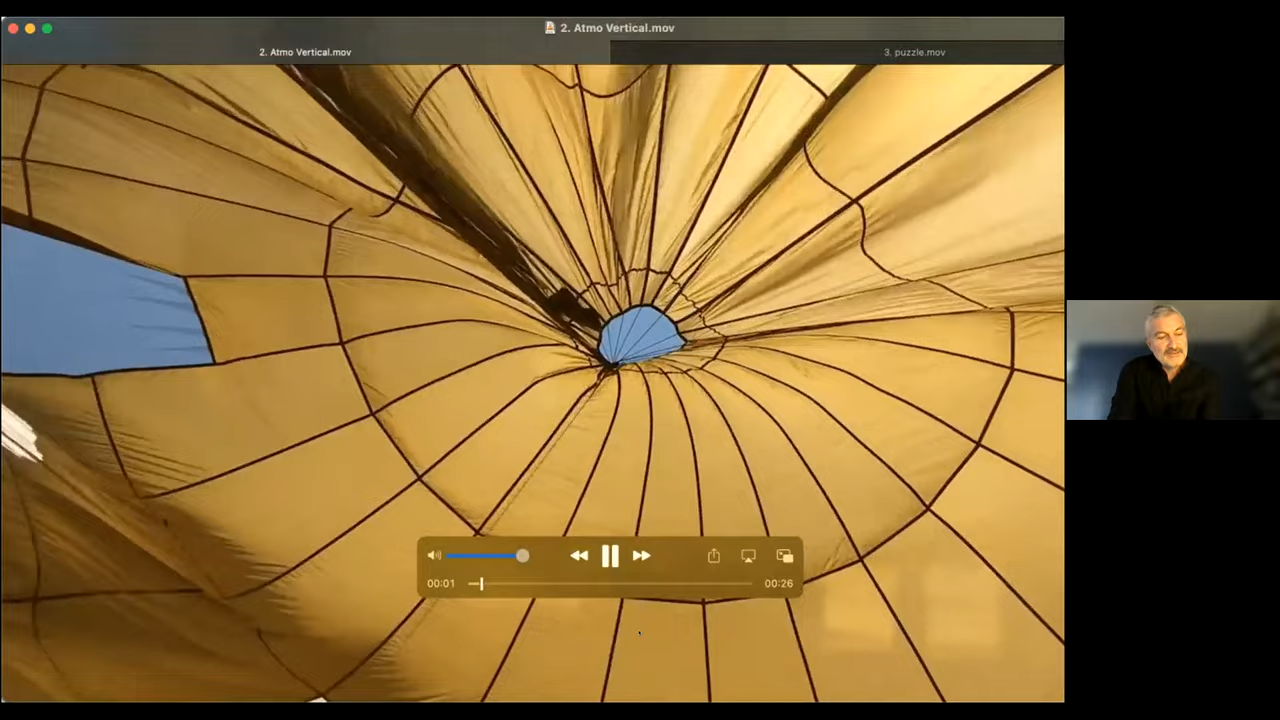 2. Atmo Vertical.mov
2. Atmo Vertical.mov
3. puzzle.mov
00:01
00:26